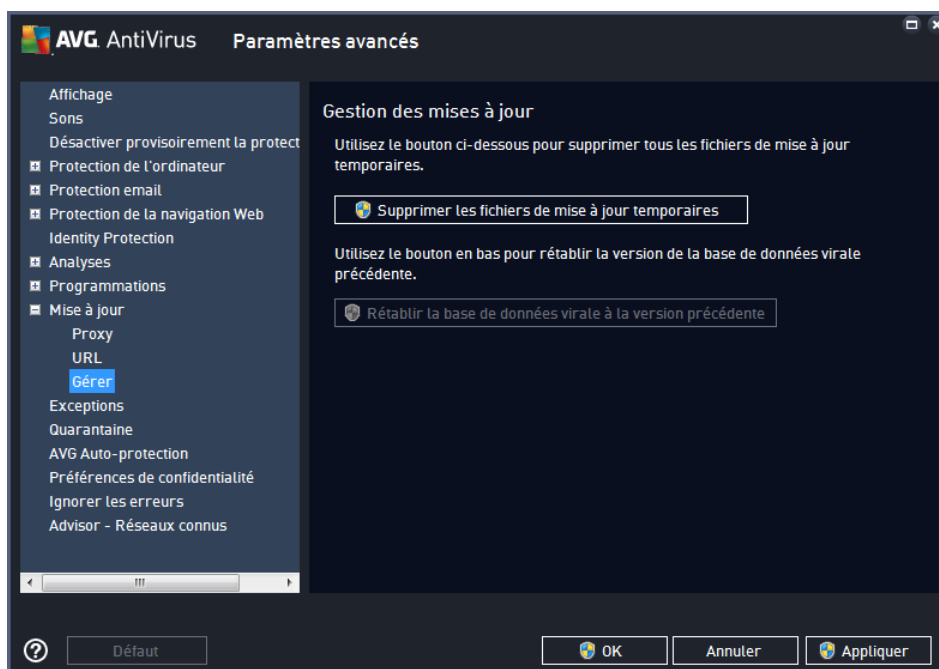 AVG. AntiVirus Paramètres avancés
Affichage
Sons
Désactiver provisoirement la protect
Protection de l'ordinateur
Protection email
Protection de la navigation Web
Identity Protection
Analyses
Programmations
Mise à jour
Proxy
URL
Gérer
Exceptions
Quarantaine
AVG Auto-protection
Préférences de confidentialité
Ignorer les erreurs
Advisor - Réseaux connus
Gestion des mises à jour
Utilisez le bouton ci-dessous pour supprimer tous les fichiers de mise à jour
temporaires.
Supprimer les fichiers de mise à jour temporaires
Utilisez le bouton en bas pour rétablir la version de la base de données virale
précédente.
Rétablir la base de données virale à la version précédente
Défaut
OK
Annuler
Appliquer